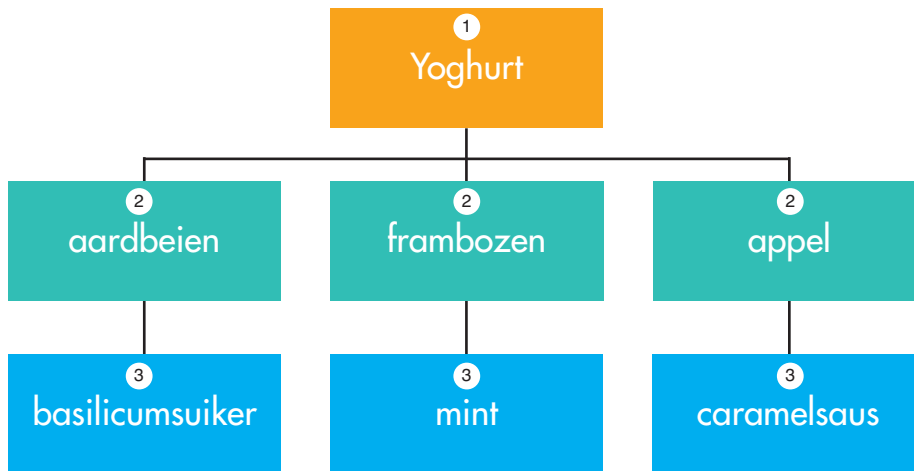 1
Yoghurt
2 2 2
aardbeien frambozen appel
3 3 3
basilicumsuiker mint caramelsaus